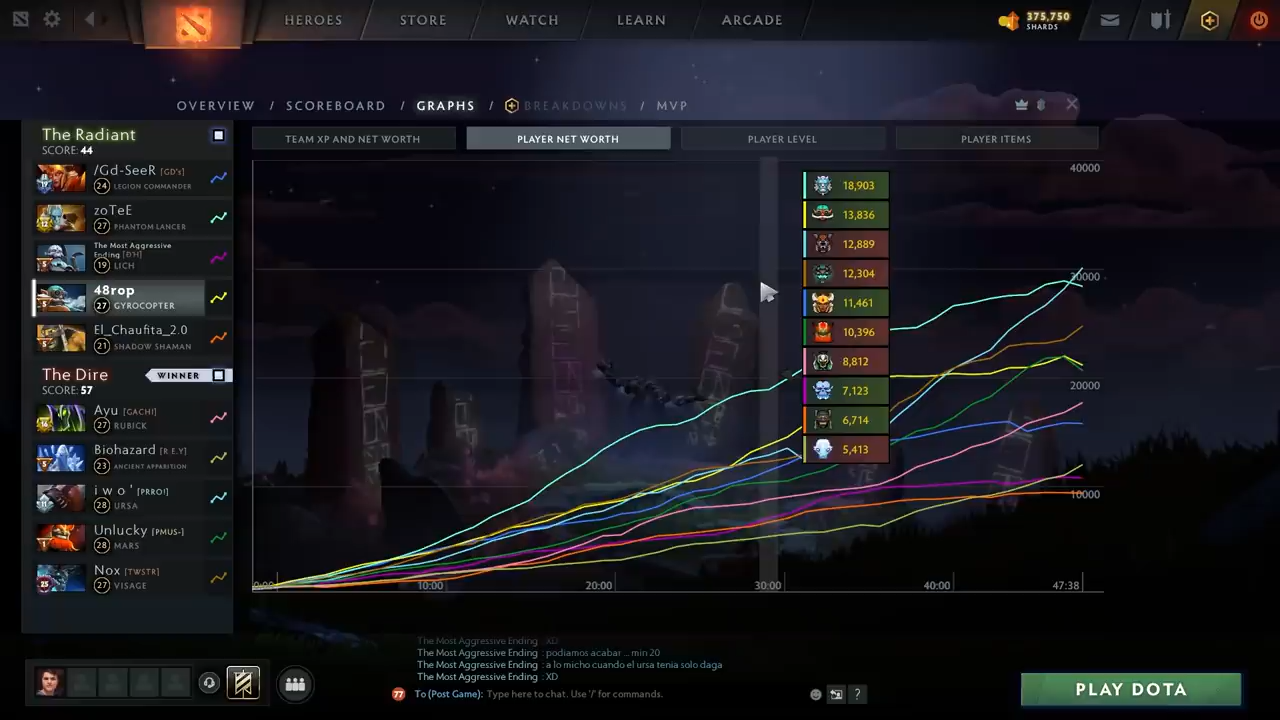 HEROES
STORE
WATCH
LEARN
ARCADE
375,750
SHARDS
OVERVIEW / SCOREBOARD / GRAPHS / BREAKDOWNS / MVP
The Radiant
SCORE: 44
TEAM XP AND NET WORTH
PLAYER NET WORTH
PLAYER LEVEL
PLAYER ITEMS
/Gd-SeeR [GD's]
24 LEGION COMMANDER
zoTeE
27 PHANTOM LANCER
The Most Aggressive
Ending
19 LICH
48rop
27 GYROCOPTER
El_Chaufita_2.0
21 SHADOW SHAMAN
The Dire
WINNER
SCORE: 57
Ayu [GACHI]
27 RUBICK
Biohazard [R.E.Y]
23 ANCIENT APPARITION
i w o ' [PRRO!]
28 URSA
Unlucky [PMUS-]
28 MARS
Nox [TWSTR]
27 VISAGE
18,903
13,836
12,889
12,304
11,461
10,396
8,812
7,123
6,714
5,413
40000
30000
20000
10000
0:00
10:00
20:00
30:00
40:00
47:38
The Most Aggressive Ending : XD
The Most Aggressive Ending : podiamos acabar ... min 20
The Most Aggressive Ending : a lo micho cuando el ursa tenia solo daga
The Most Aggressive Ending : XD
77 To (Post Game): Type here to chat. Use '/' for commands.
?
PLAY DOTA